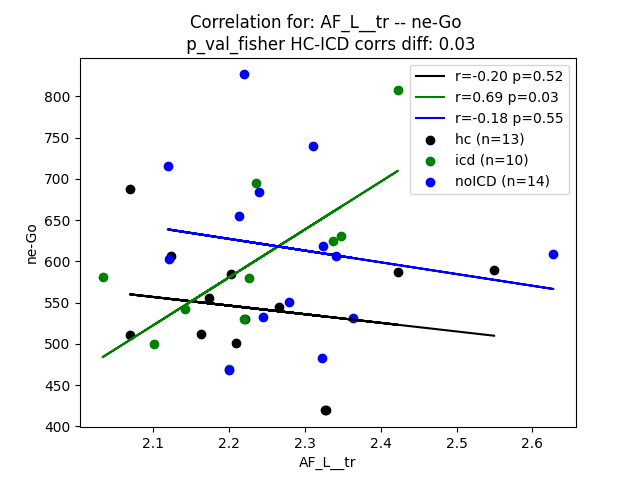 Correlation for: AF_L__tr -- ne-Go
p_val_fisher HC-ICD corrs diff: 0.03
r=-0.20 p=0.52
r=0.69 p=0.03
r=-0.18 p=0.55
hc (n=13)
icd (n=10)
noICD (n=14)
800
750
700
650
600
550
500
450
400
ne-Go
2.1 2.2 2.3 2.4 2.5 2.6
AF_L__tr